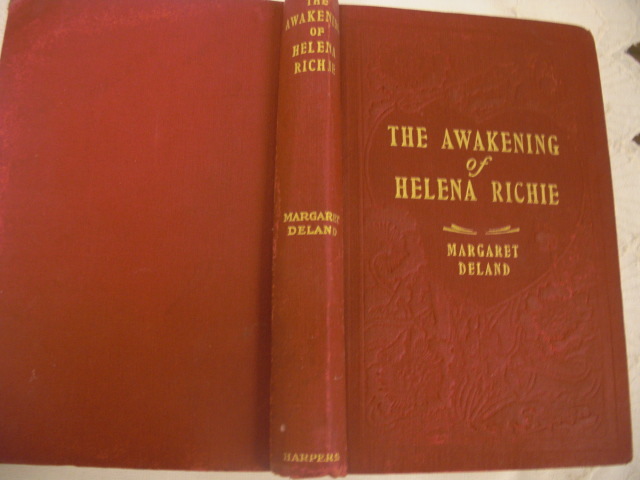 THE
AWAKENING
OF
HELENA
RICHIE
MARGARET
DELAND
HARPERS
THE AWAKENING
of
HELENA RICHIE
MARGARET
DELAND